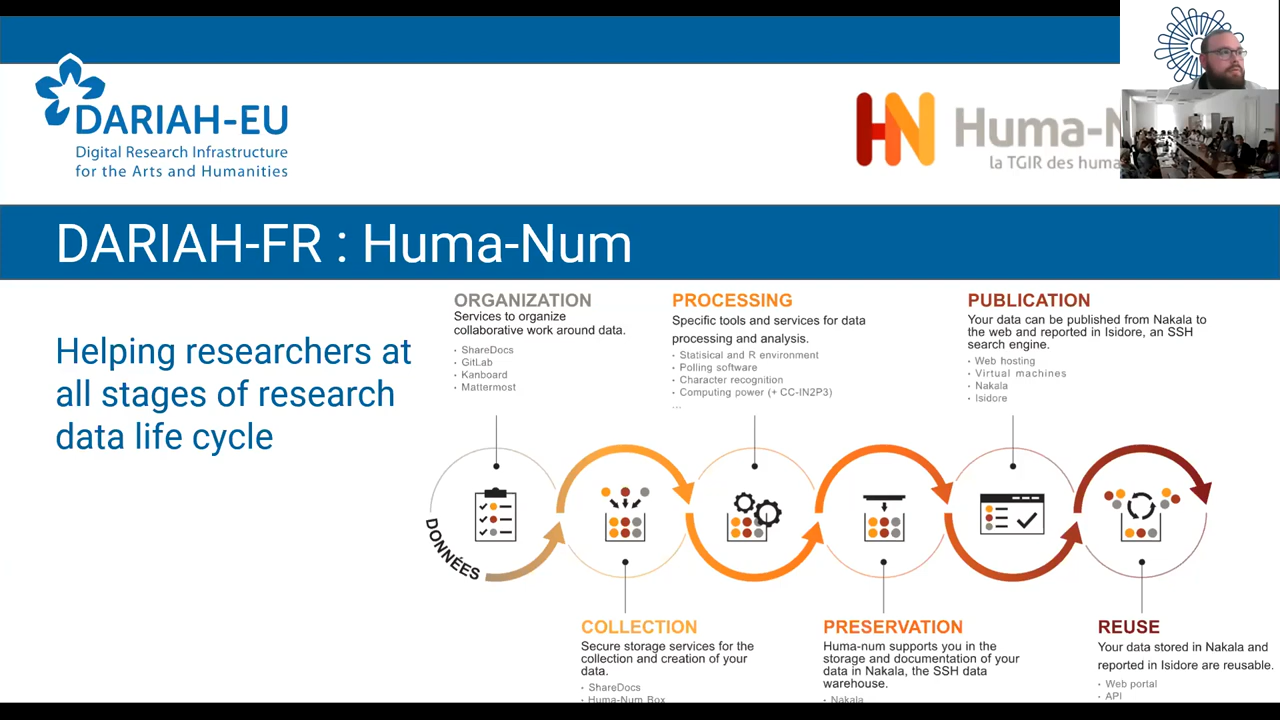 DARIAH-EU
Digital Research Infrastructure
for the Arts and Humanities
HN
Huma-N
la TGIR des huma
DARIAH-FR : Huma-Num
Helping researchers at
all stages of research
data life cycle
ORGANIZATION
Services to organize
collaborative work around data.
· ShareDocs
· GitLab
· Kanboard
· Mattermost
PROCESSING
Specific tools and services for data
processing and analysis.
· Statisical and R environment
· Polling software
· Character recognition
· Computing power (+ CC-IN2P3)
...
PUBLICATION
Your data can be published from Nakala to
the web and reported in Isidore, an SSH
search engine.
· Web hosting
· Virtual machines
· Nakala
· Isidore
DONNÉES
COLLECTION
Secure storage services for the
collection and creation of your
data.
· ShareDocs
· Huma-Num Box
PRESERVATION
Huma-num supports you in the
storage and documentation of your
data in Nakala, the SSH data
warehouse.
· Nakala
REUSE
Your data stored in Nakala and
reported in Isidore are reusable.
· Web portal
· API